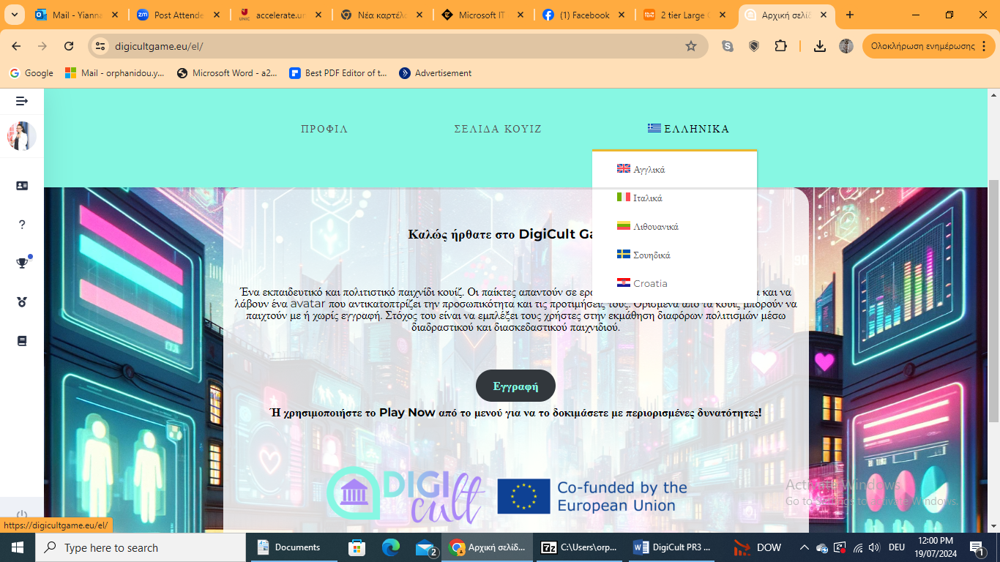 Mail - Yianna
Post Attende
accelerate.un
Νέα καρτέλα
Microsoft IT
(1) Facebook
2 tier Large
Αρχική σελίδ
digicultgame.eu/el/
Ολοκλήρωση ενημέρωσης
Google
Mail - orphanidou.y...
Microsoft Word - a2...
Best PDF Editor of t...
Advertisement
ΠΡΟΦΙΛ
ΣΕΛΙΔΑ ΚΟΥΙΖ
ΕΛΛΗΝΙΚΑ
Αγγλικά
Ιταλικά
Λιθουανικά
Σουηδικά
Croatia
Καλώς ήρθατε στο DigiCult Ga
Ένα εκπαιδευτικό και πολιτιστικό παιχνίδι κουίζ. Οι παίκτες απαντούν σε ερ α και να
λάβουν ένα avatar που αντικατοπτρίζει την προσωπικότητα και τις προτιμήσεις τους. Ορισμένα από τα κουίζ μπορούν να
παιχτούν με ή χωρίς εγγραφή. Στόχος του είναι να εμπλέξει τους χρήστες στην εκμάθηση διαφόρων πολιτισμών μέσω
διαδραστικού και διασκεδαστικού παιχνιδιού.
Εγγραφή
Ή χρησιμοποιήστε το Play Now από το μενού για να το δοκιμάσετε με περιορισμένες δυνατότητες!
DIGI
cult
Co-funded by the
European Union
Activate Windows
Go to Settings to activate Windows.
https://digicultgame.eu/el/
Type here to search
Documents
2
Αρχική σελίδ...
C:\Users\orp...
DigiCult PR3 ...
DOW
DEU
12:00 PM
19/07/2024
1